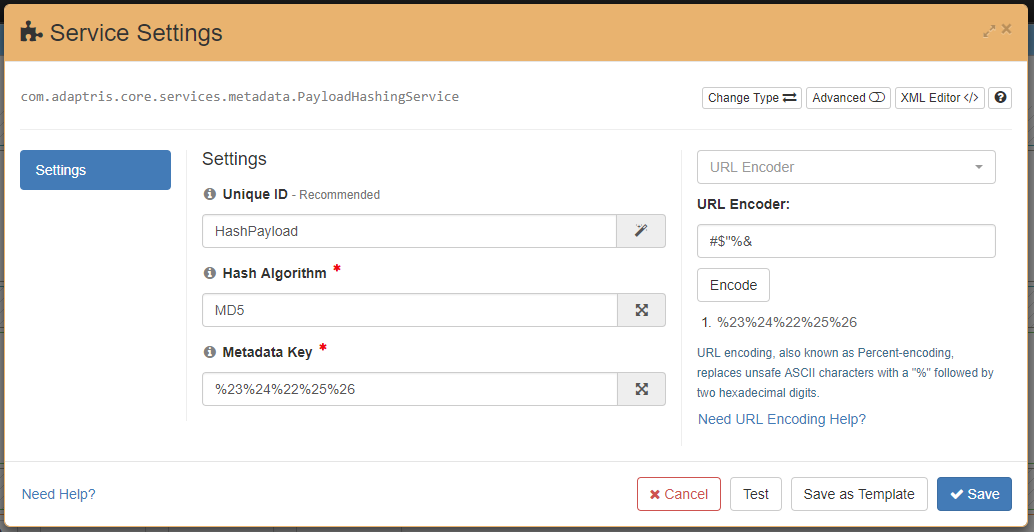 Service Settings
com.adaptris.core.services.metadata.PayloadHashingService
Change Type
Advanced
XML Editor </>
Settings
Settings
Unique ID - Recommended
HashPayload
Hash Algorithm *
MD5
Metadata Key *
%23%24%22%25%26
URL Encoder
URL Encoder:
#$"%&
Encode
1. %23%24%22%25%26
URL encoding, also known as Percent-encoding,
replaces unsafe ASCII characters with a "%" followed by
two hexadecimal digits.
Need URL Encoding Help?
Need Help?
Cancel
Test
Save as Template
Save